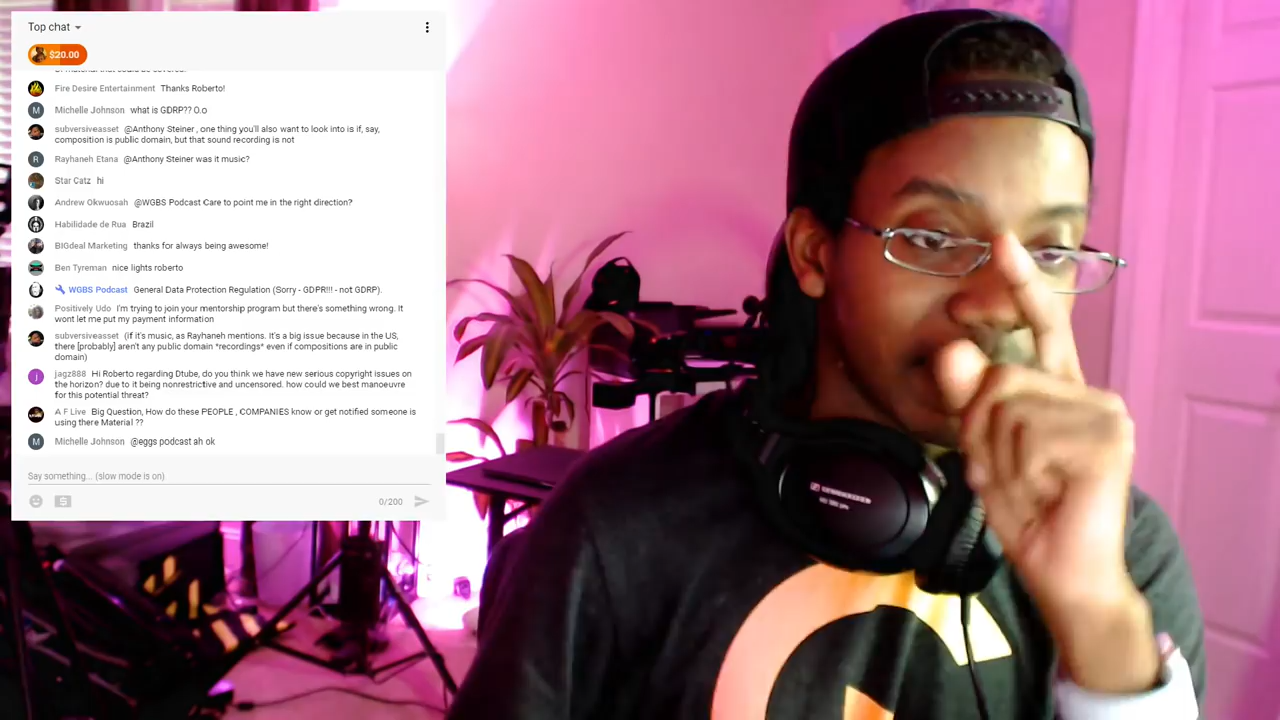 Top chat
$20.00
Fire Desire Entertainment Thanks Roberto!
Michelle Johnson what is GDRP?? O.o
subversiveasset @Anthony Steiner , one thing you'll also want to look into is if, say,
composition is public domain, but that sound recording is not
R Rayhaneh Etana @Anthony Steiner was it music?
Star Catz hi
Andrew Okwuosah @WGBS Podcast Care to point me in the right direction?
Habilidade de Rua Brazil
BIGdeal Marketing thanks for always being awesome!
Ben Tyreman nice lights roberto
WGBS Podcast General Data Protection Regulation (Sorry - GDPR!!! - not GDRP).
Positively Udo I'm trying to join your mentorship program but there's something wrong. It
wont let me put my payment information
subversiveasset (if it's music, as Rayhaneh mentions. It's a big issue because in the US,
there [probably] aren't any public domain *recordings* even if compositions are in public
domain)
j jagz888 Hi Roberto regarding Dtube, do you think we have new serious copyright issues on
the horizon? due to it being nonrestrictive and uncensored. how could we best manoeuvre
for this potential threat?
A F Live Big Question, How do these PEOPLE , COMPANIES know or get notified someone is
using there Material ??
M Michelle Johnson @eggs podcast ah ok
Say something... (slow mode is on)
0/200